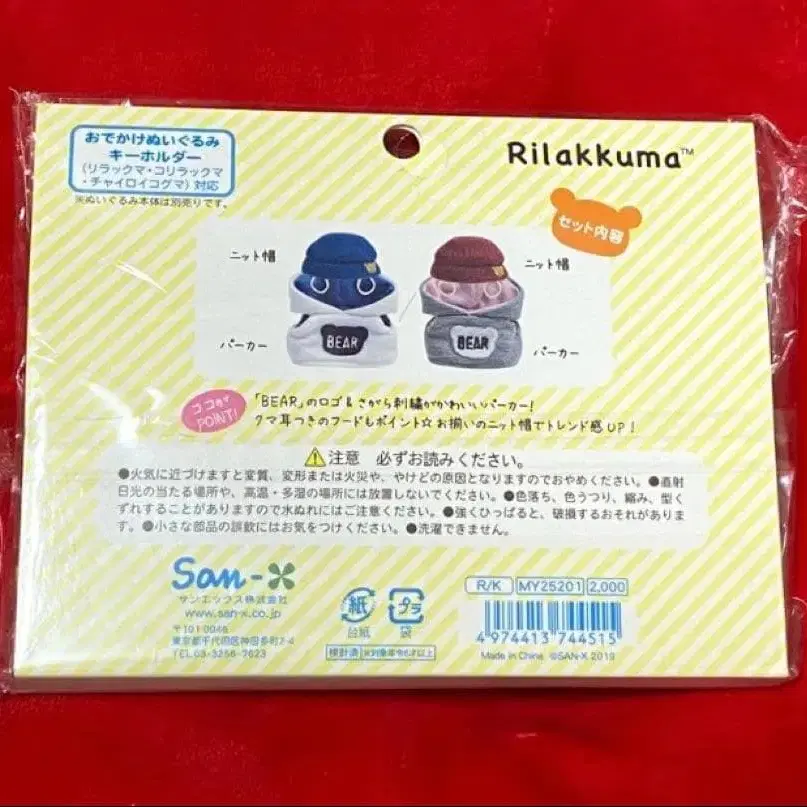 おでかけぬいぐるみ
キーホルダー
(リラックマ・コリラックマ
・チャイロイコグマ)対応
※ぬいぐるみ本体は別売りです。
Rilakkuma™
セット内容
ニット帽
ニット帽
BEAR
BEAR
パーカー
パーカー
ココが
POINT!
「BEAR」のロゴ&さがら刺繍がかわいいパーカー!
クマ耳つきのフードもポイント☆お揃いのニット帽でトレンド感UP!
⚠注意 必ずお読みください。
●火気に近づけますと変質、変形または火災や、やけどの原因となりますのでおやめください。●直射
日光の当たる場所や、高温・多湿の場所には放置しないでください。●色落ち、色うつり、縮み、型く
ずれすることがありますので水ぬれにはご注意ください。●強くひっぱると、破損するおそれがありま
す。●小さな部品の誤飲にはお気をつけください。●洗濯できません。
San-X
サンエックス株式会社
www.san-x.co.jp
〒101-0046
東京都千代田区神田多町2-4
TEL03-3256-7623
紙
台紙
プラ
袋
検針済
※対象年令6才以上
R/K MY25201 2,000
4 974413 744515
Made in China ©SAN-X 2019